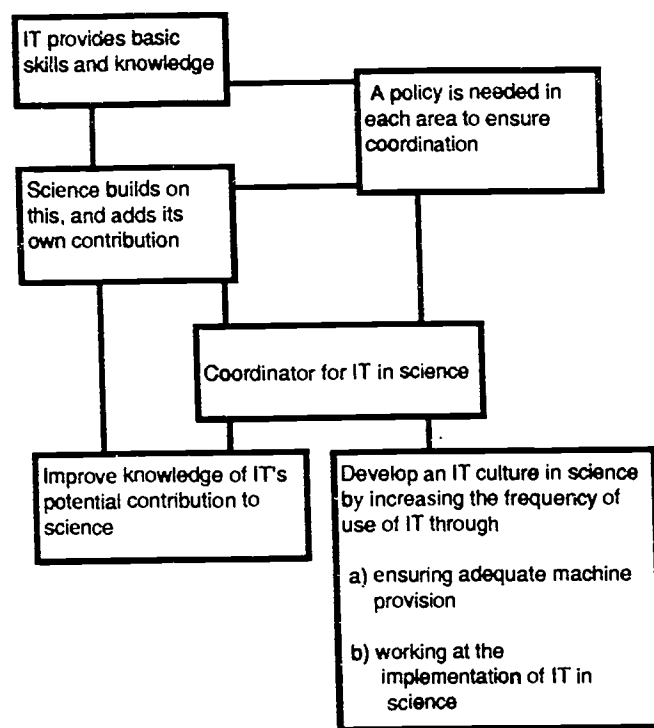 IT provides basic
skills and knowledge
A policy is needed in
each area to ensure
coordination
Science builds on
this, and adds its
own contribution
Coordinator for IT in science
Improve knowledge of IT's
potential contribution to
science
Develop an IT culture in science
by increasing the frequency of
use of IT through
a) ensuring adequate machine
provision
b) working at the
implementation of IT in
science